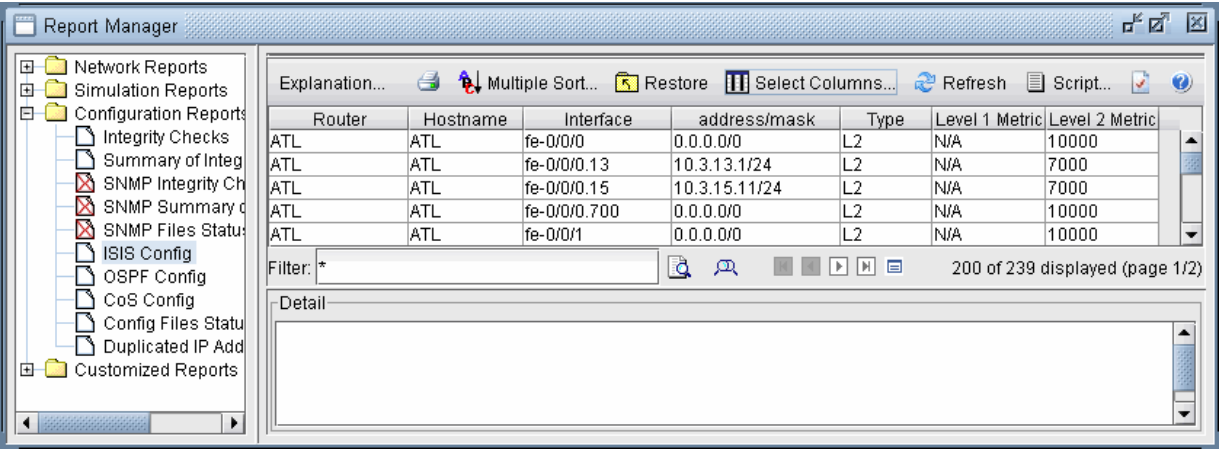 Report Manager
Network Reports
Simulation Reports
Configuration Reports
Integrity Checks
Summary of Integ
SNMP Integrity Ch
SNMP Summary
SNMP Files Status
ISIS Config
OSPF Config
CoS Config
Config Files Statu
Duplicated IP Add
Customized Reports
Explanation... Multiple Sort... Restore Select Columns... Refresh Script...
Router Hostname Interface address/mask Type Level 1 Metric Level 2 Metric
ATL ATL fe-0/0/0 0.0.0.0/0 L2 N/A 10000
ATL ATL fe-0/0/0.13 10.3.13.1/24 L2 N/A 7000
ATL ATL fe-0/0/0.15 10.3.15.11/24 L2 N/A 7000
ATL ATL fe-0/0/0.700 0.0.0.0/0 L2 N/A 10000
ATL ATL fe-0/0/1 0.0.0.0/0 L2 N/A 10000
Filter: * 200 of 239 displayed (page 1/2)
Detail